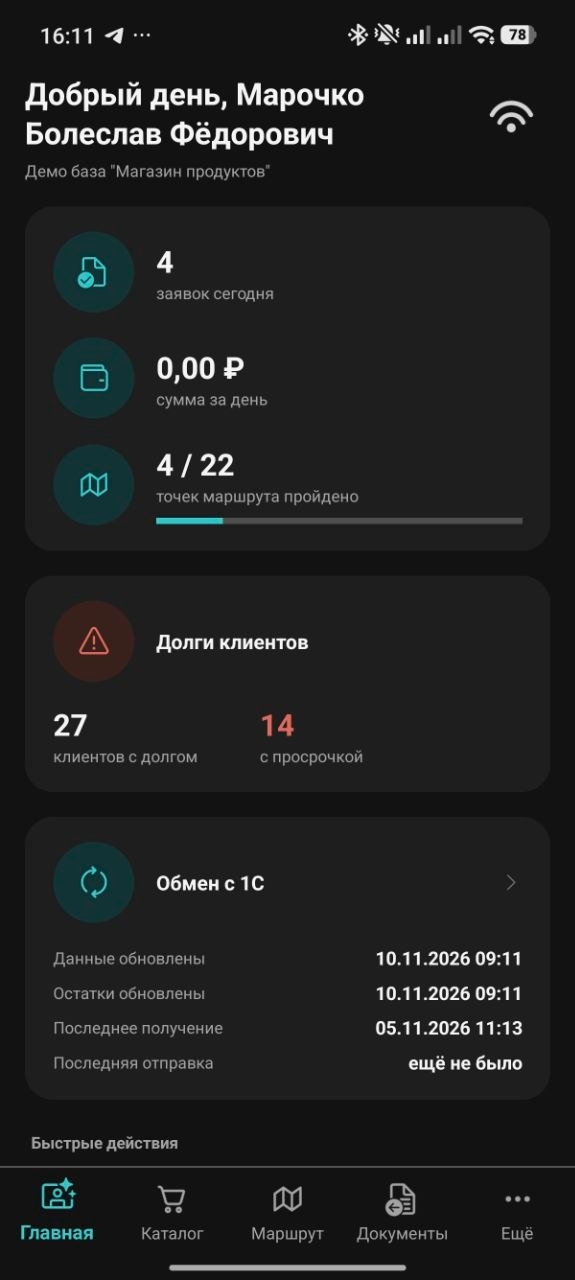 16:11
78
Добрый день, Марочко
Болеслав Фёдорович
Демо база "Магазин продуктов"
4
заявок сегодня
0,00 ₽
сумма за день
4 / 22
точек маршрута пройдено
Долги клиентов
27
клиентов с долгом
14
с просрочкой
Обмен с 1С
Данные обновлены 10.11.2026 09:11
Остатки обновлены 10.11.2026 09:11
Последнее получение 05.11.2026 11:13
Последняя отправка ещё не было
Быстрые действия
Главная Каталог Маршрут Документы Ещё